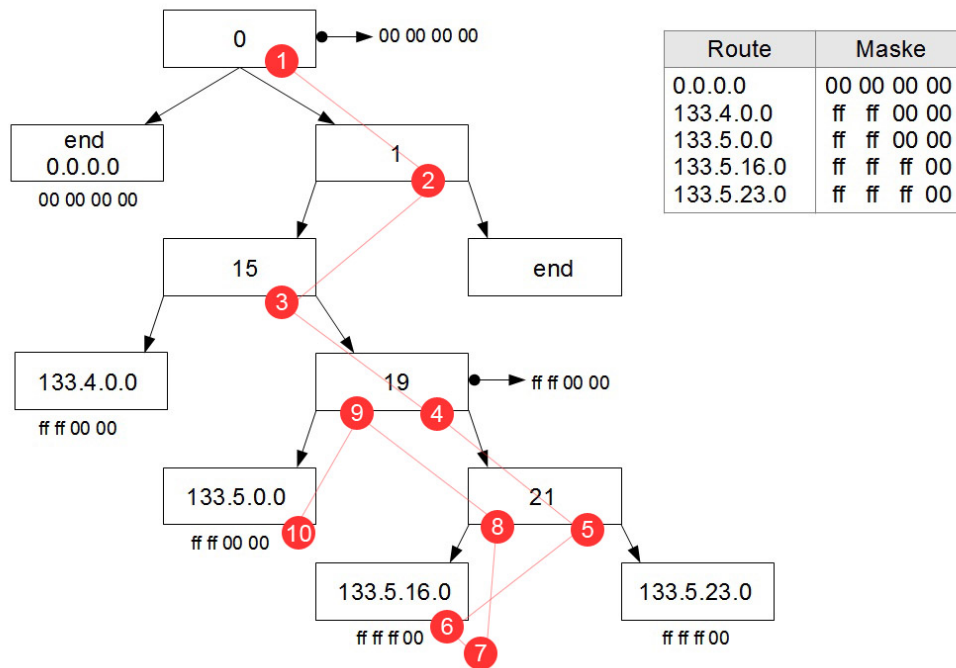 0
00 00 00 00
1
end
0.0.0.0
00 00 00 00
1
2
15
3
end
133.4.0.0
ff ff 00 00
19
ff ff 00 00
9
4
133.5.0.0
10
ff ff 00 00
21
8
5
133.5.16.0
6
ff ff ff 00
7
133.5.23.0
ff ff ff 00
Route Maske
0.0.0.0 00 00 00 00
133.4.0.0 ff ff 00 00
133.5.0.0 ff ff 00 00
133.5.16.0 ff ff ff 00
133.5.23.0 ff ff ff 00